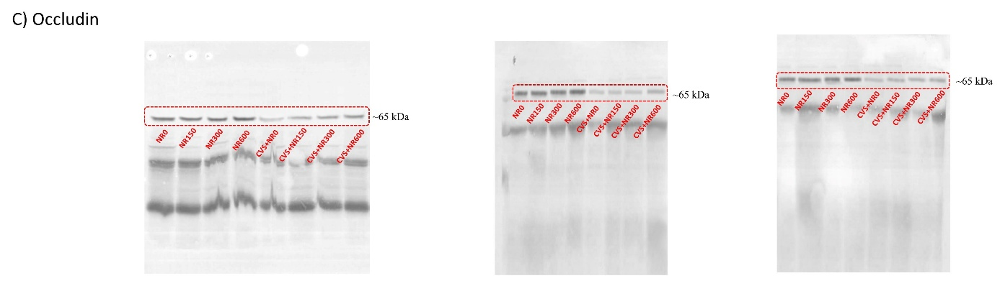 C) Occludin
~65 kDa
NR0
NR150
NR300
NR600
CVS+NR0
CVS+NR150
CVS+NR300
CVS+NR600
~65 kDa
NR0
NR150
NR300
NR600
CVS+NR0
CVS+NR150
CVS+NR300
CVS+NR600
~65 kDa
NR0
NR150
NR300
NR600
CVS+NR0
CVS+NR150
CVS+NR300
CVS+NR600